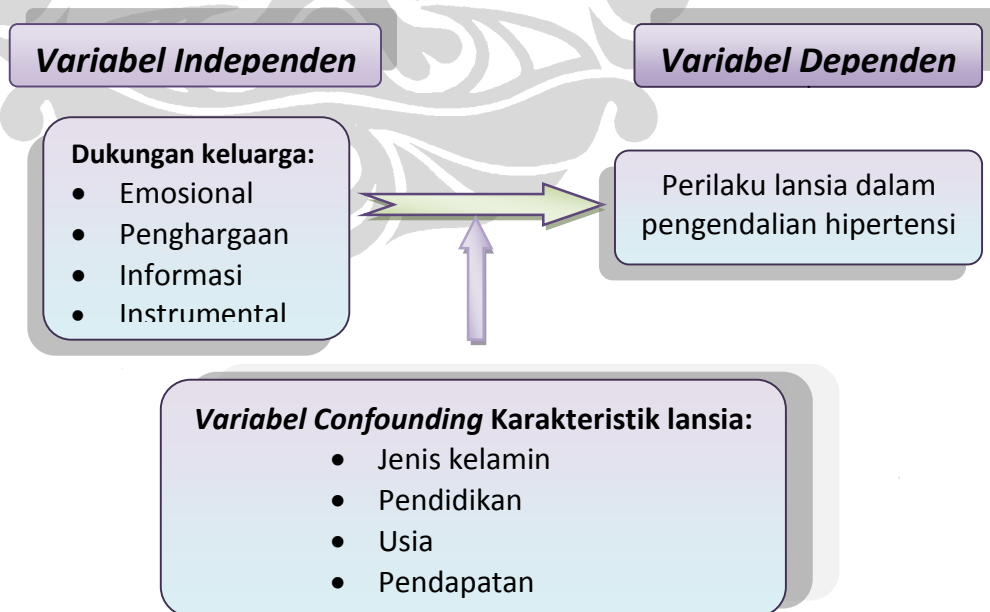 Variabel Independen
Variabel Dependen
Dukungan keluarga:
• Emosional
• Penghargaan
• Informasi
• Instrumental
Perilaku lansia dalam
pengendalian hipertensi
Variabel Confounding Karakteristik lansia:
• Jenis kelamin
• Pendidikan
• Usia
• Pendapatan